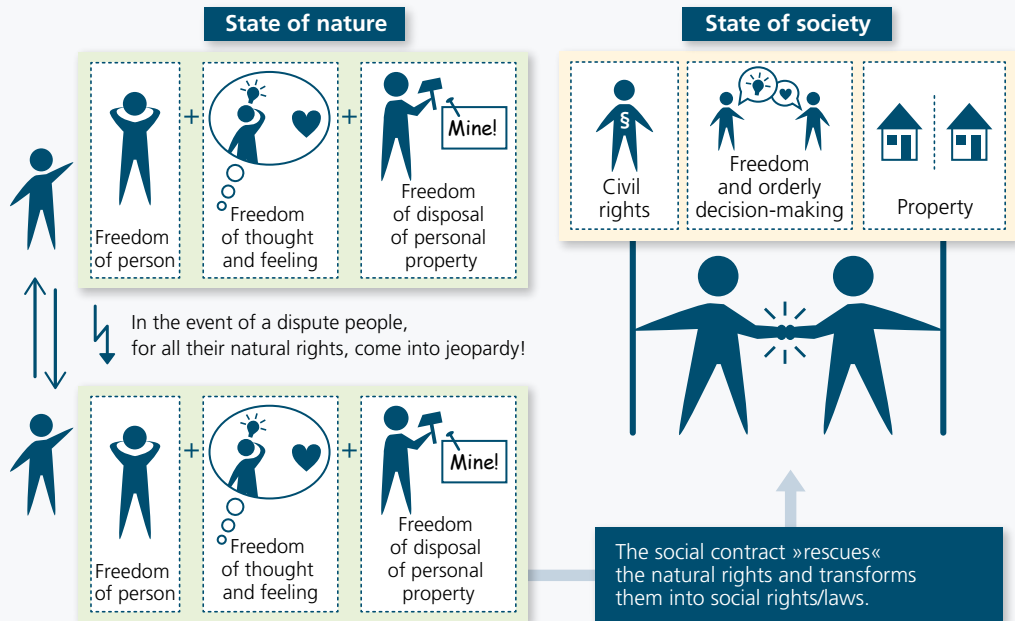 State of nature
State of society
Mine!
Freedom
of person
+
Freedom
of thought
and feeling
+
Freedom
of disposal
of personal
property
§
Civil
rights
Freedom
and orderly
decision-making
Property
In the event of a dispute people,
for all their natural rights, come into jeopardy!
Mine!
Freedom
of person
+
Freedom
of thought
and feeling
+
Freedom
of disposal
of personal
property
The social contract »rescues«
the natural rights and transforms
them into social rights/laws.